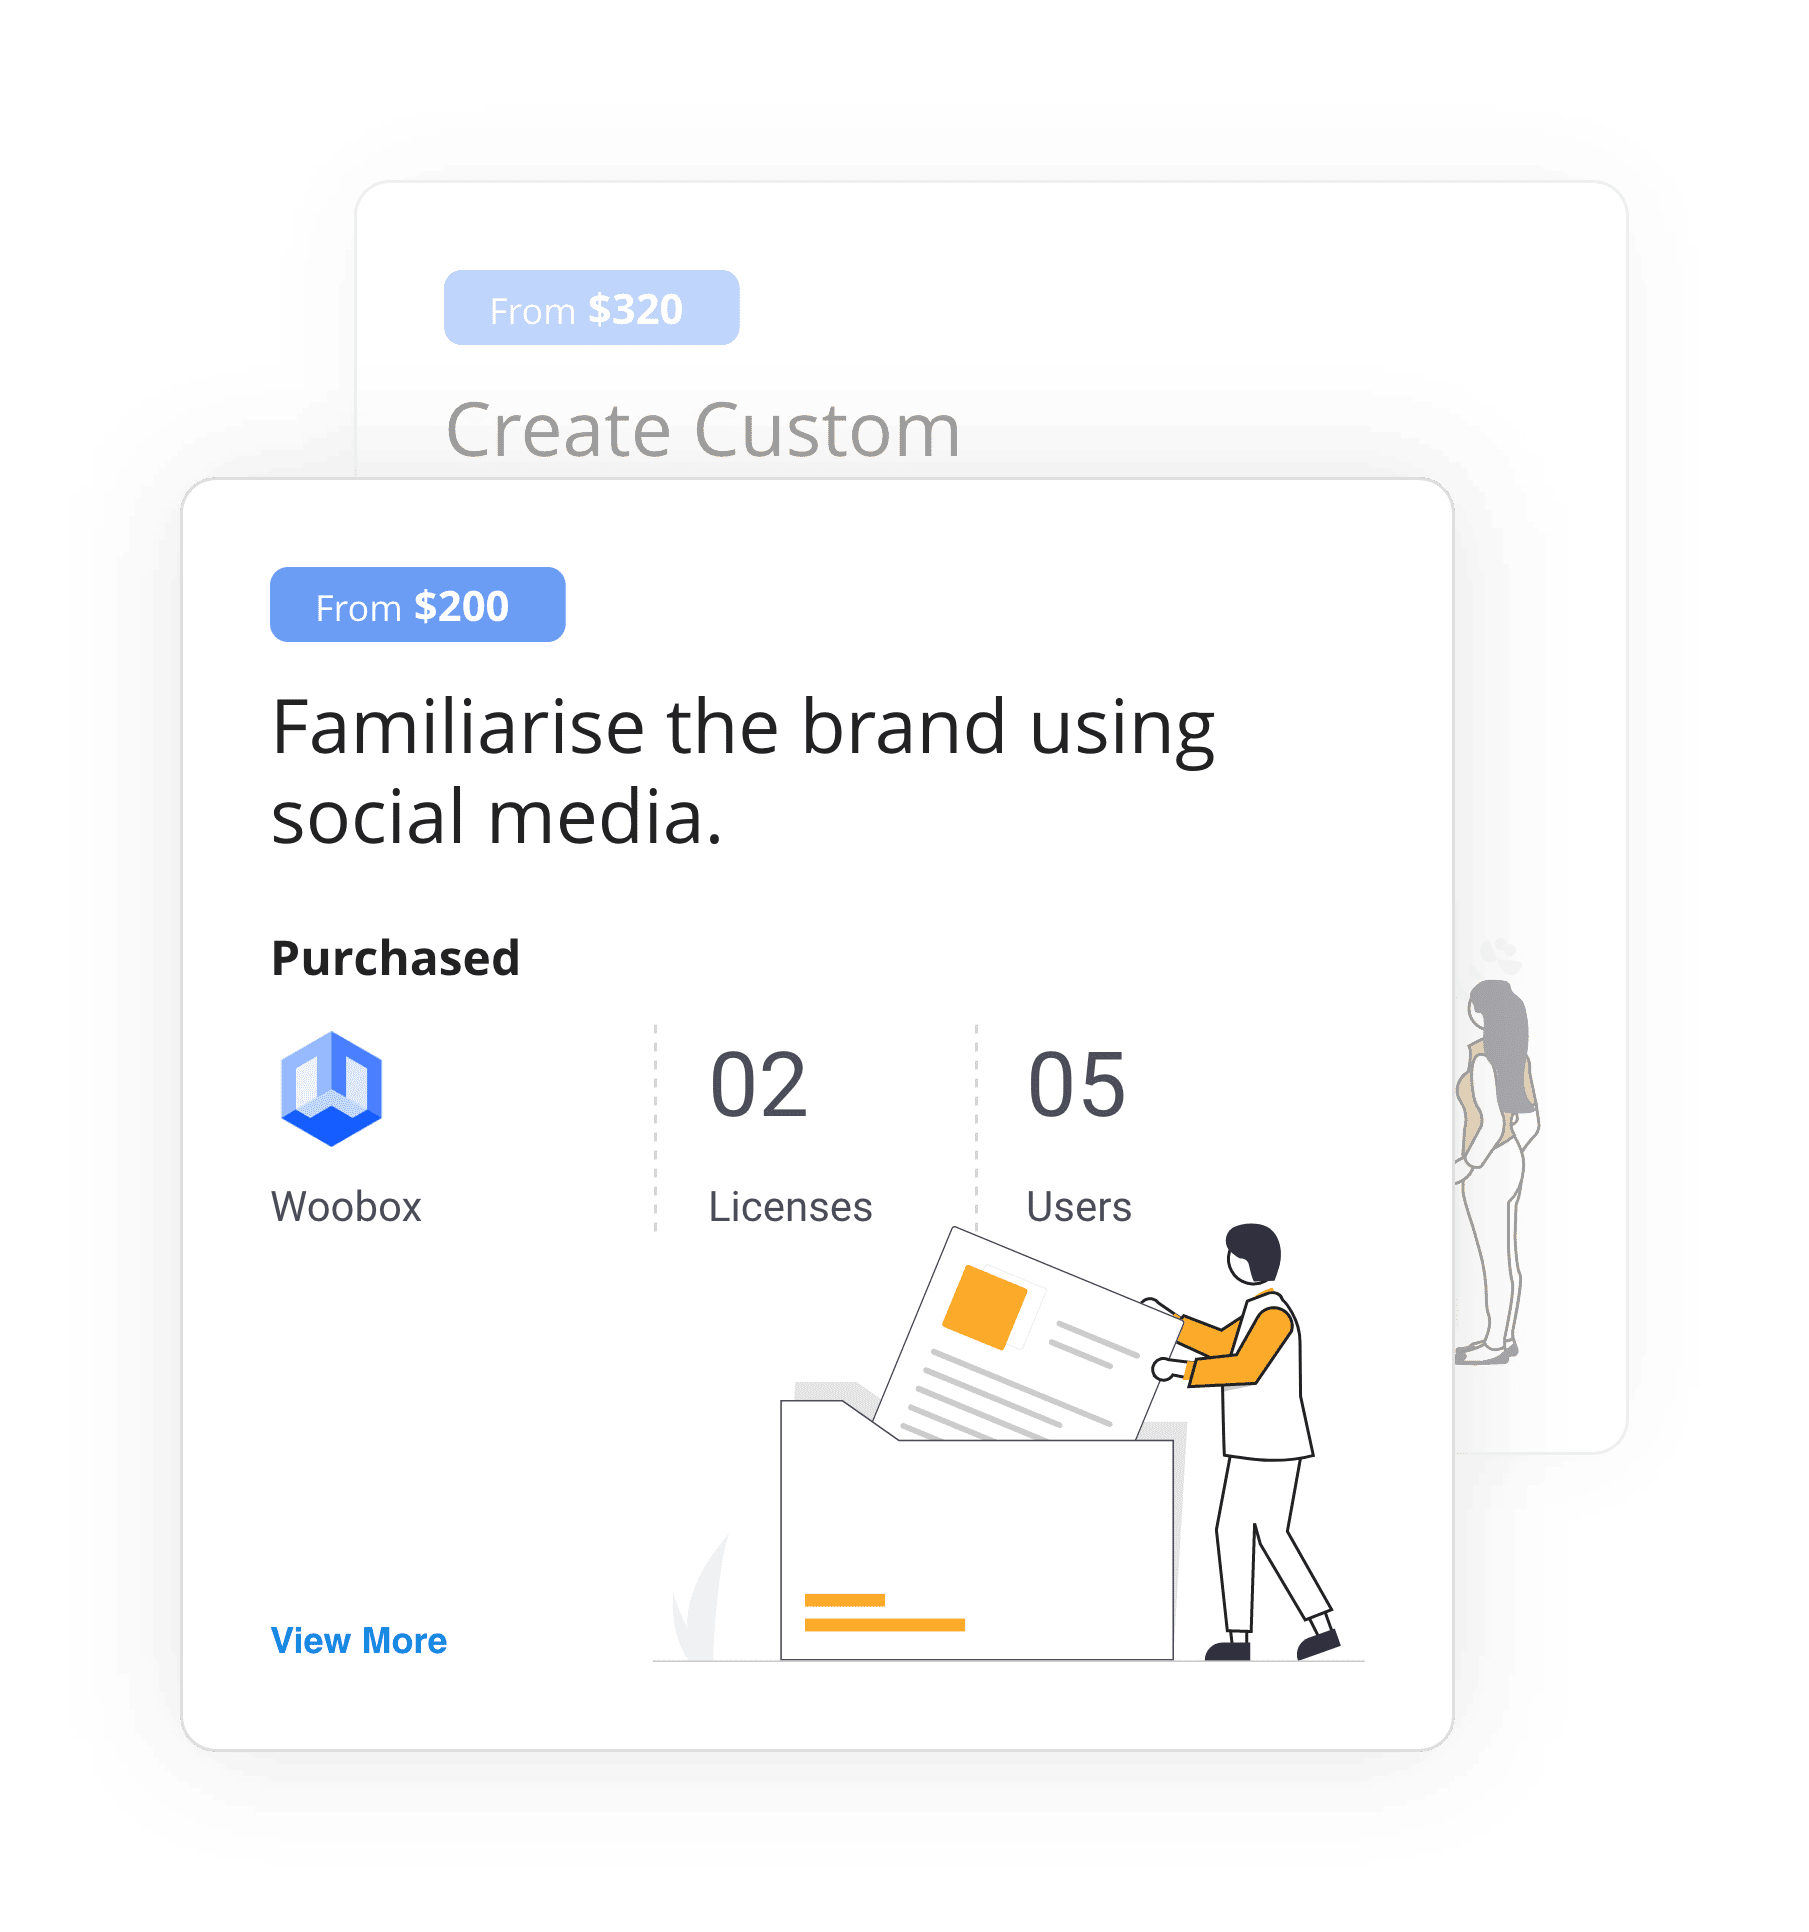 From $320
Create Custom
From $200
Familiarise the brand using
social media.
Purchased
02
05
Woobox
Licenses
Users
View More